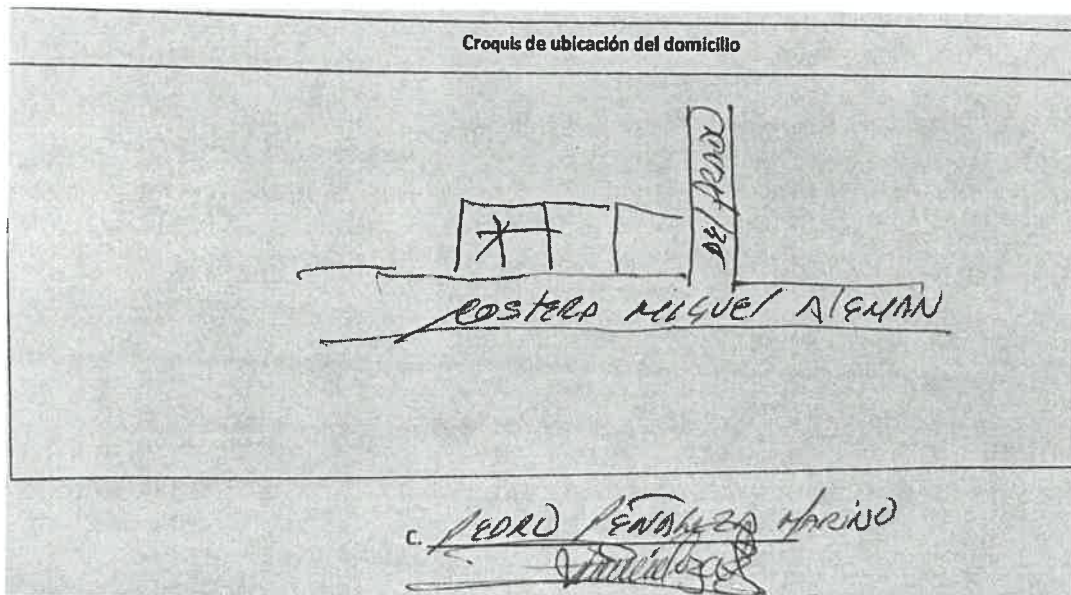 Croquis de ubicación del domicilio
COSTERA MIGUEL ALEMAN
C. PEDRO PEÑALOZA MARINO